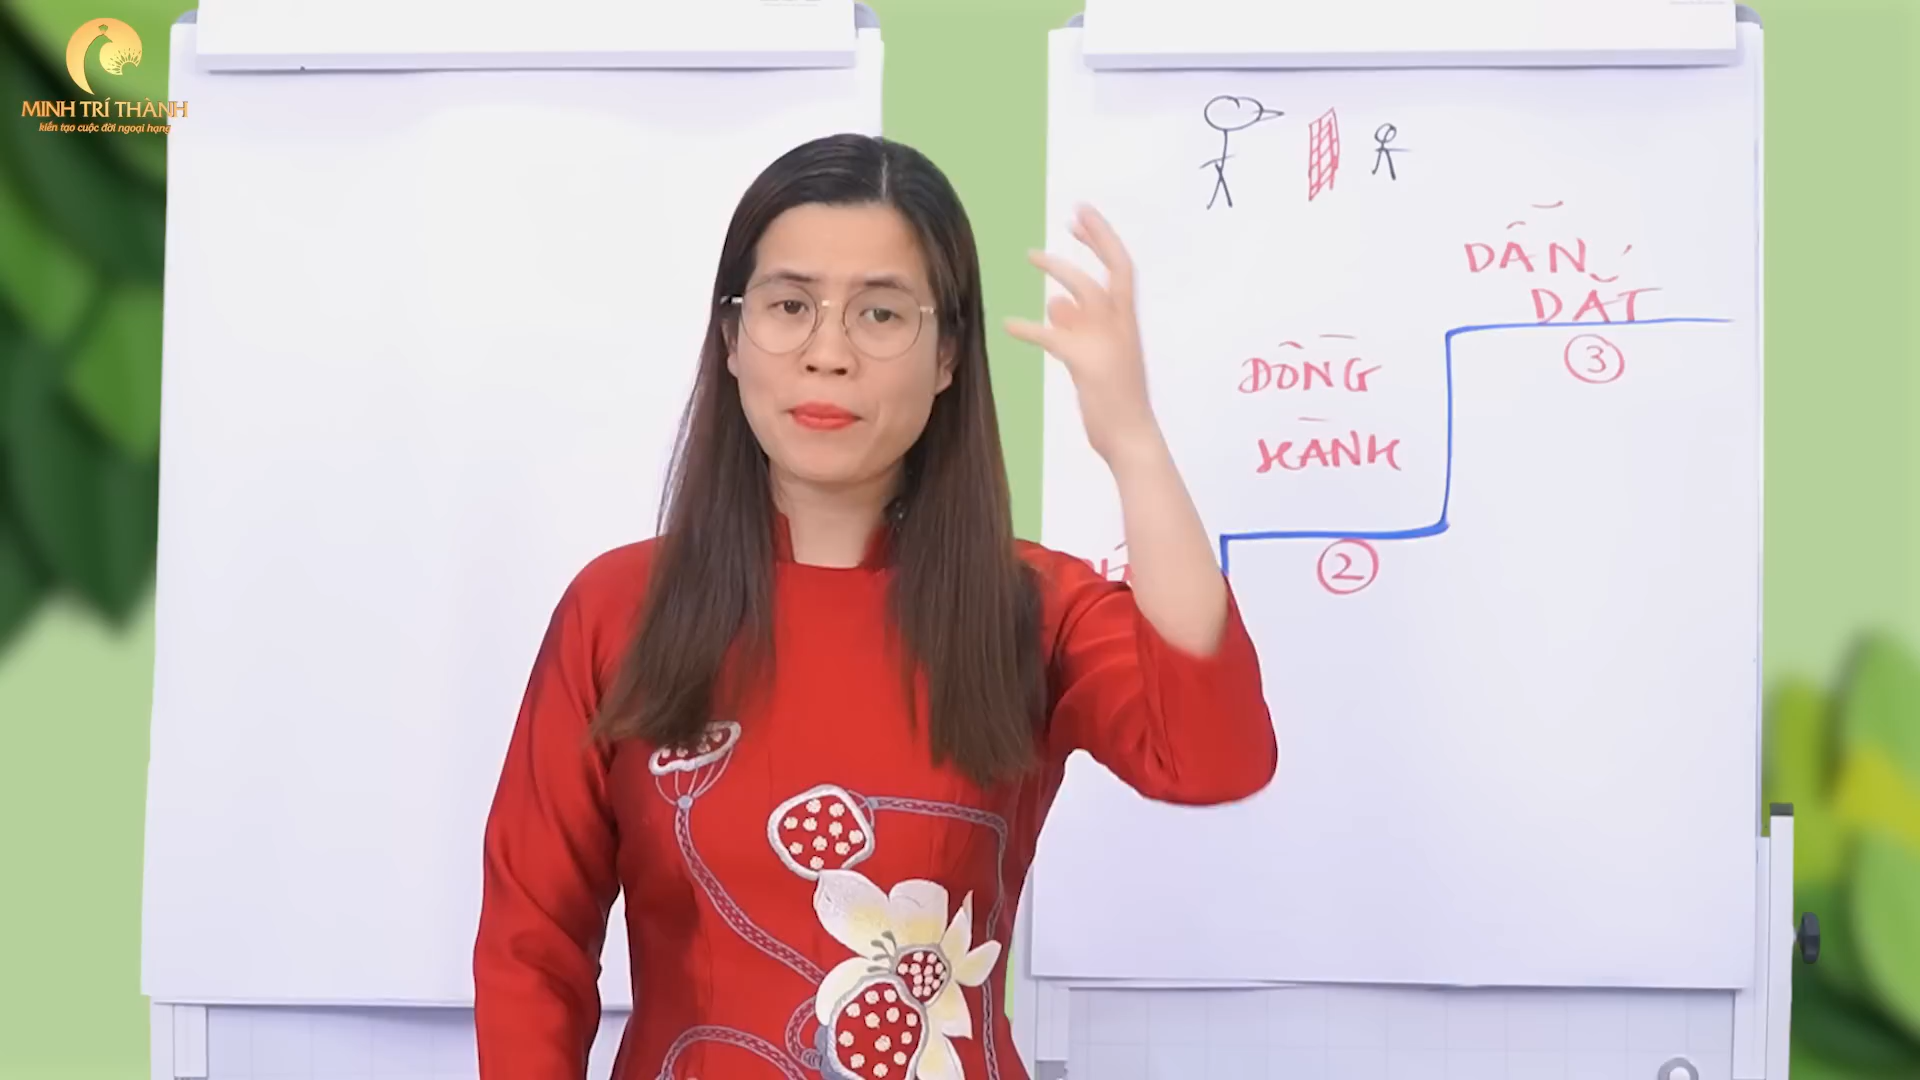 MINH TRÍ THÀNH
kiến tạo cuộc đời ngoại hạng
DẪN
DẮT
3
ĐỒNG
HÀNH
2